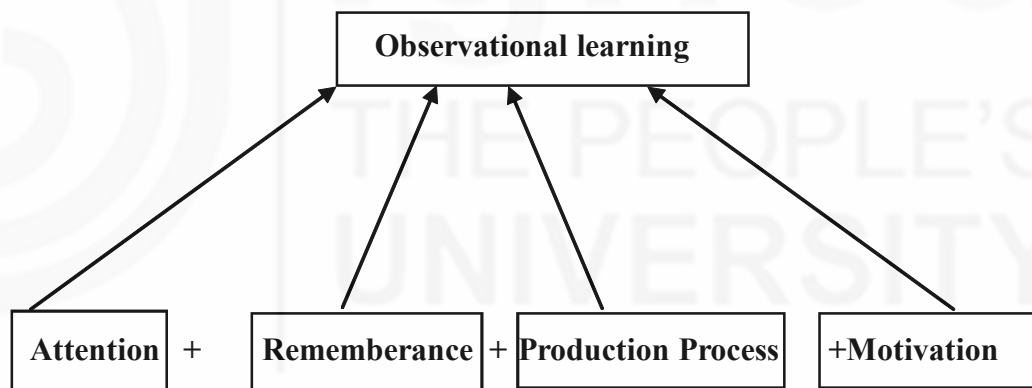 Observational learning
THE PEOPLE'S
UNIVERSITY
Attention + Rememberance + Production Process +Motivation